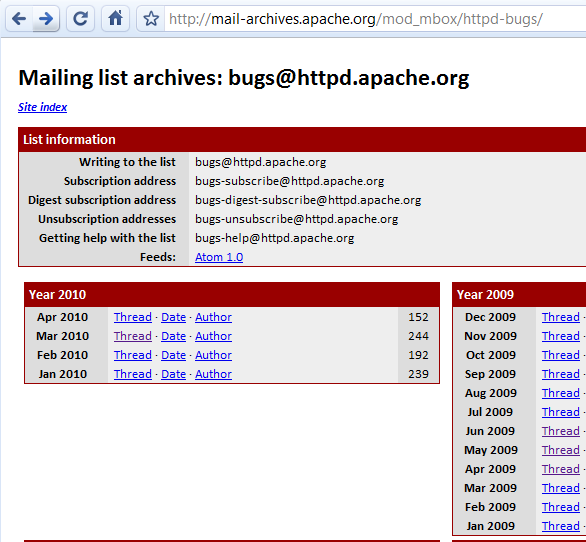 http://mail-archives.apache.org/mod_mbox/httpd-bugs/
Mailing list archives: bugs@httpd.apache.org
Site index
List information
Writing to the list bugs@httpd.apache.org
Subscription address bugs-subscribe@httpd.apache.org
Digest subscription address bugs-digest-subscribe@httpd.apache.org
Unsubscription addresses bugs-unsubscribe@httpd.apache.org
Getting help with the list bugs-help@httpd.apache.org
Feeds: Atom 1.0
Year 2010
Apr 2010 Thread · Date · Author 152
Mar 2010 Thread · Date · Author 244
Feb 2010 Thread · Date · Author 192
Jan 2010 Thread · Date · Author 239
Year 2009
Dec 2009 Thread ·
Nov 2009 Thread ·
Oct 2009 Thread ·
Sep 2009 Thread ·
Aug 2009 Thread ·
Jul 2009 Thread ·
Jun 2009 Thread ·
May 2009 Thread ·
Apr 2009 Thread ·
Mar 2009 Thread ·
Feb 2009 Thread ·
Jan 2009 Thread ·